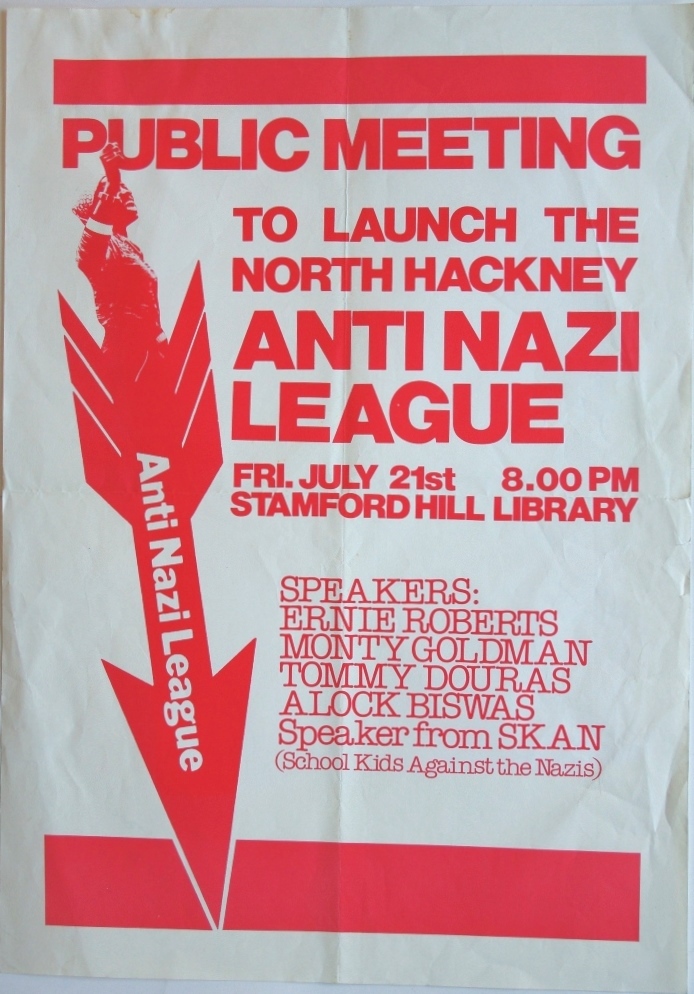 PUBLIC MEETING
TO LAUNCH THE
NORTH HACKNEY
ANTI NAZI
LEAGUE
FRI. JULY 21st 8.00 PM
STAMFORD HILL LIBRARY
Anti Nazi League
SPEAKERS:
ERNIE ROBERTS
MONTY GOLDMAN
TOMMY DOURAS
ALOCK BISWAS
Speaker from SKAN
(School Kids Against the Nazis)